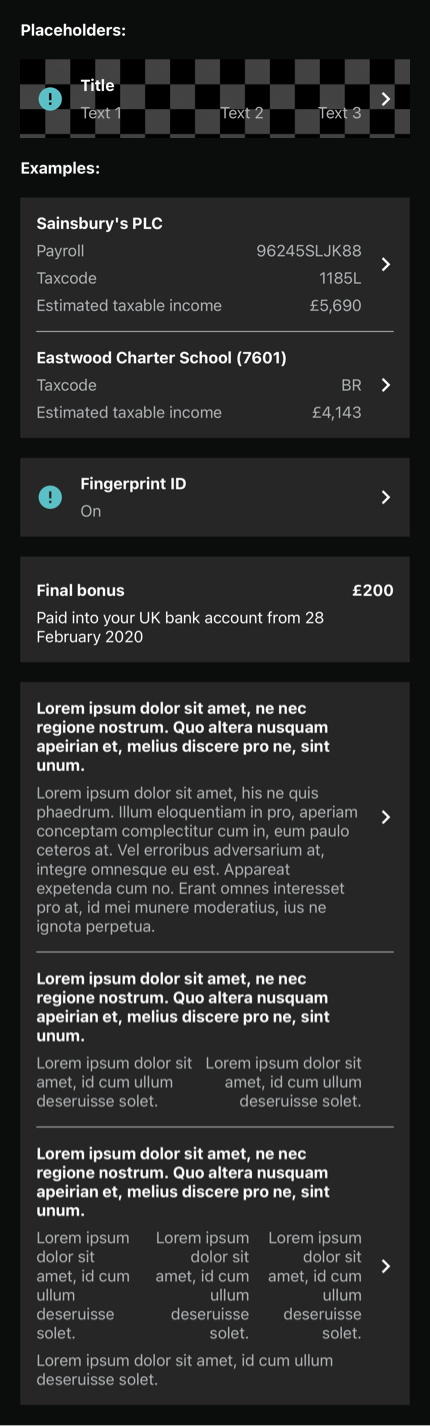 Placeholders:
Title
Text 1 Text 2 Text 3
Examples:
Sainsbury's PLC
Payroll 96245SLJK88
Taxcode 1185L
Estimated taxable income £5,690
Eastwood Charter School (7601)
Taxcode BR
Estimated taxable income £4,143
Fingerprint ID
On
Final bonus £200
Paid into your UK bank account from 28
February 2020
Lorem ipsum dolor sit amet, ne nec
regione nostrum. Quo altera nusquam
apeirian et, melius discere pro ne, sint
unum.
Lorem ipsum dolor sit amet, his ne quis
phaedrum. Illum eloquentiam in pro, aperiam
conceptam complectitur cum in, eum paulo
ceteros at. Vel erroribus adversarium at,
integre omnesque eu est. Appareat
expetenda cum no. Erant omnes interesset
pro at, id mei munere moderatius, ius ne
ignota perpetua.
Lorem ipsum dolor sit amet, ne nec
regione nostrum. Quo altera nusquam
apeirian et, melius discere pro ne, sint
unum.
Lorem ipsum dolor sit
amet, id cum ullum
deseruisse solet.
Lorem ipsum dolor sit
amet, id cum ullum
deseruisse solet.
Lorem ipsum dolor sit amet, ne nec
regione nostrum. Quo altera nusquam
apeirian et, melius discere pro ne, sint
unum.
Lorem ipsum
dolor sit
amet, id cum
ullum
deseruisse
solet.
Lorem ipsum
dolor sit
amet, id cum
ullum
deseruisse
solet.
Lorem ipsum
dolor sit
amet, id cum
ullum
deseruisse
solet.
Lorem ipsum dolor sit amet, id cum ullum
deseruisse solet.